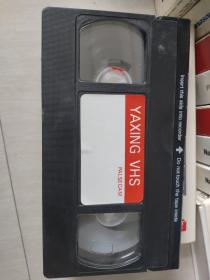 YAXING VHS
PAL.SECAM
Insert this side into recorder
Do not touch the tape inside